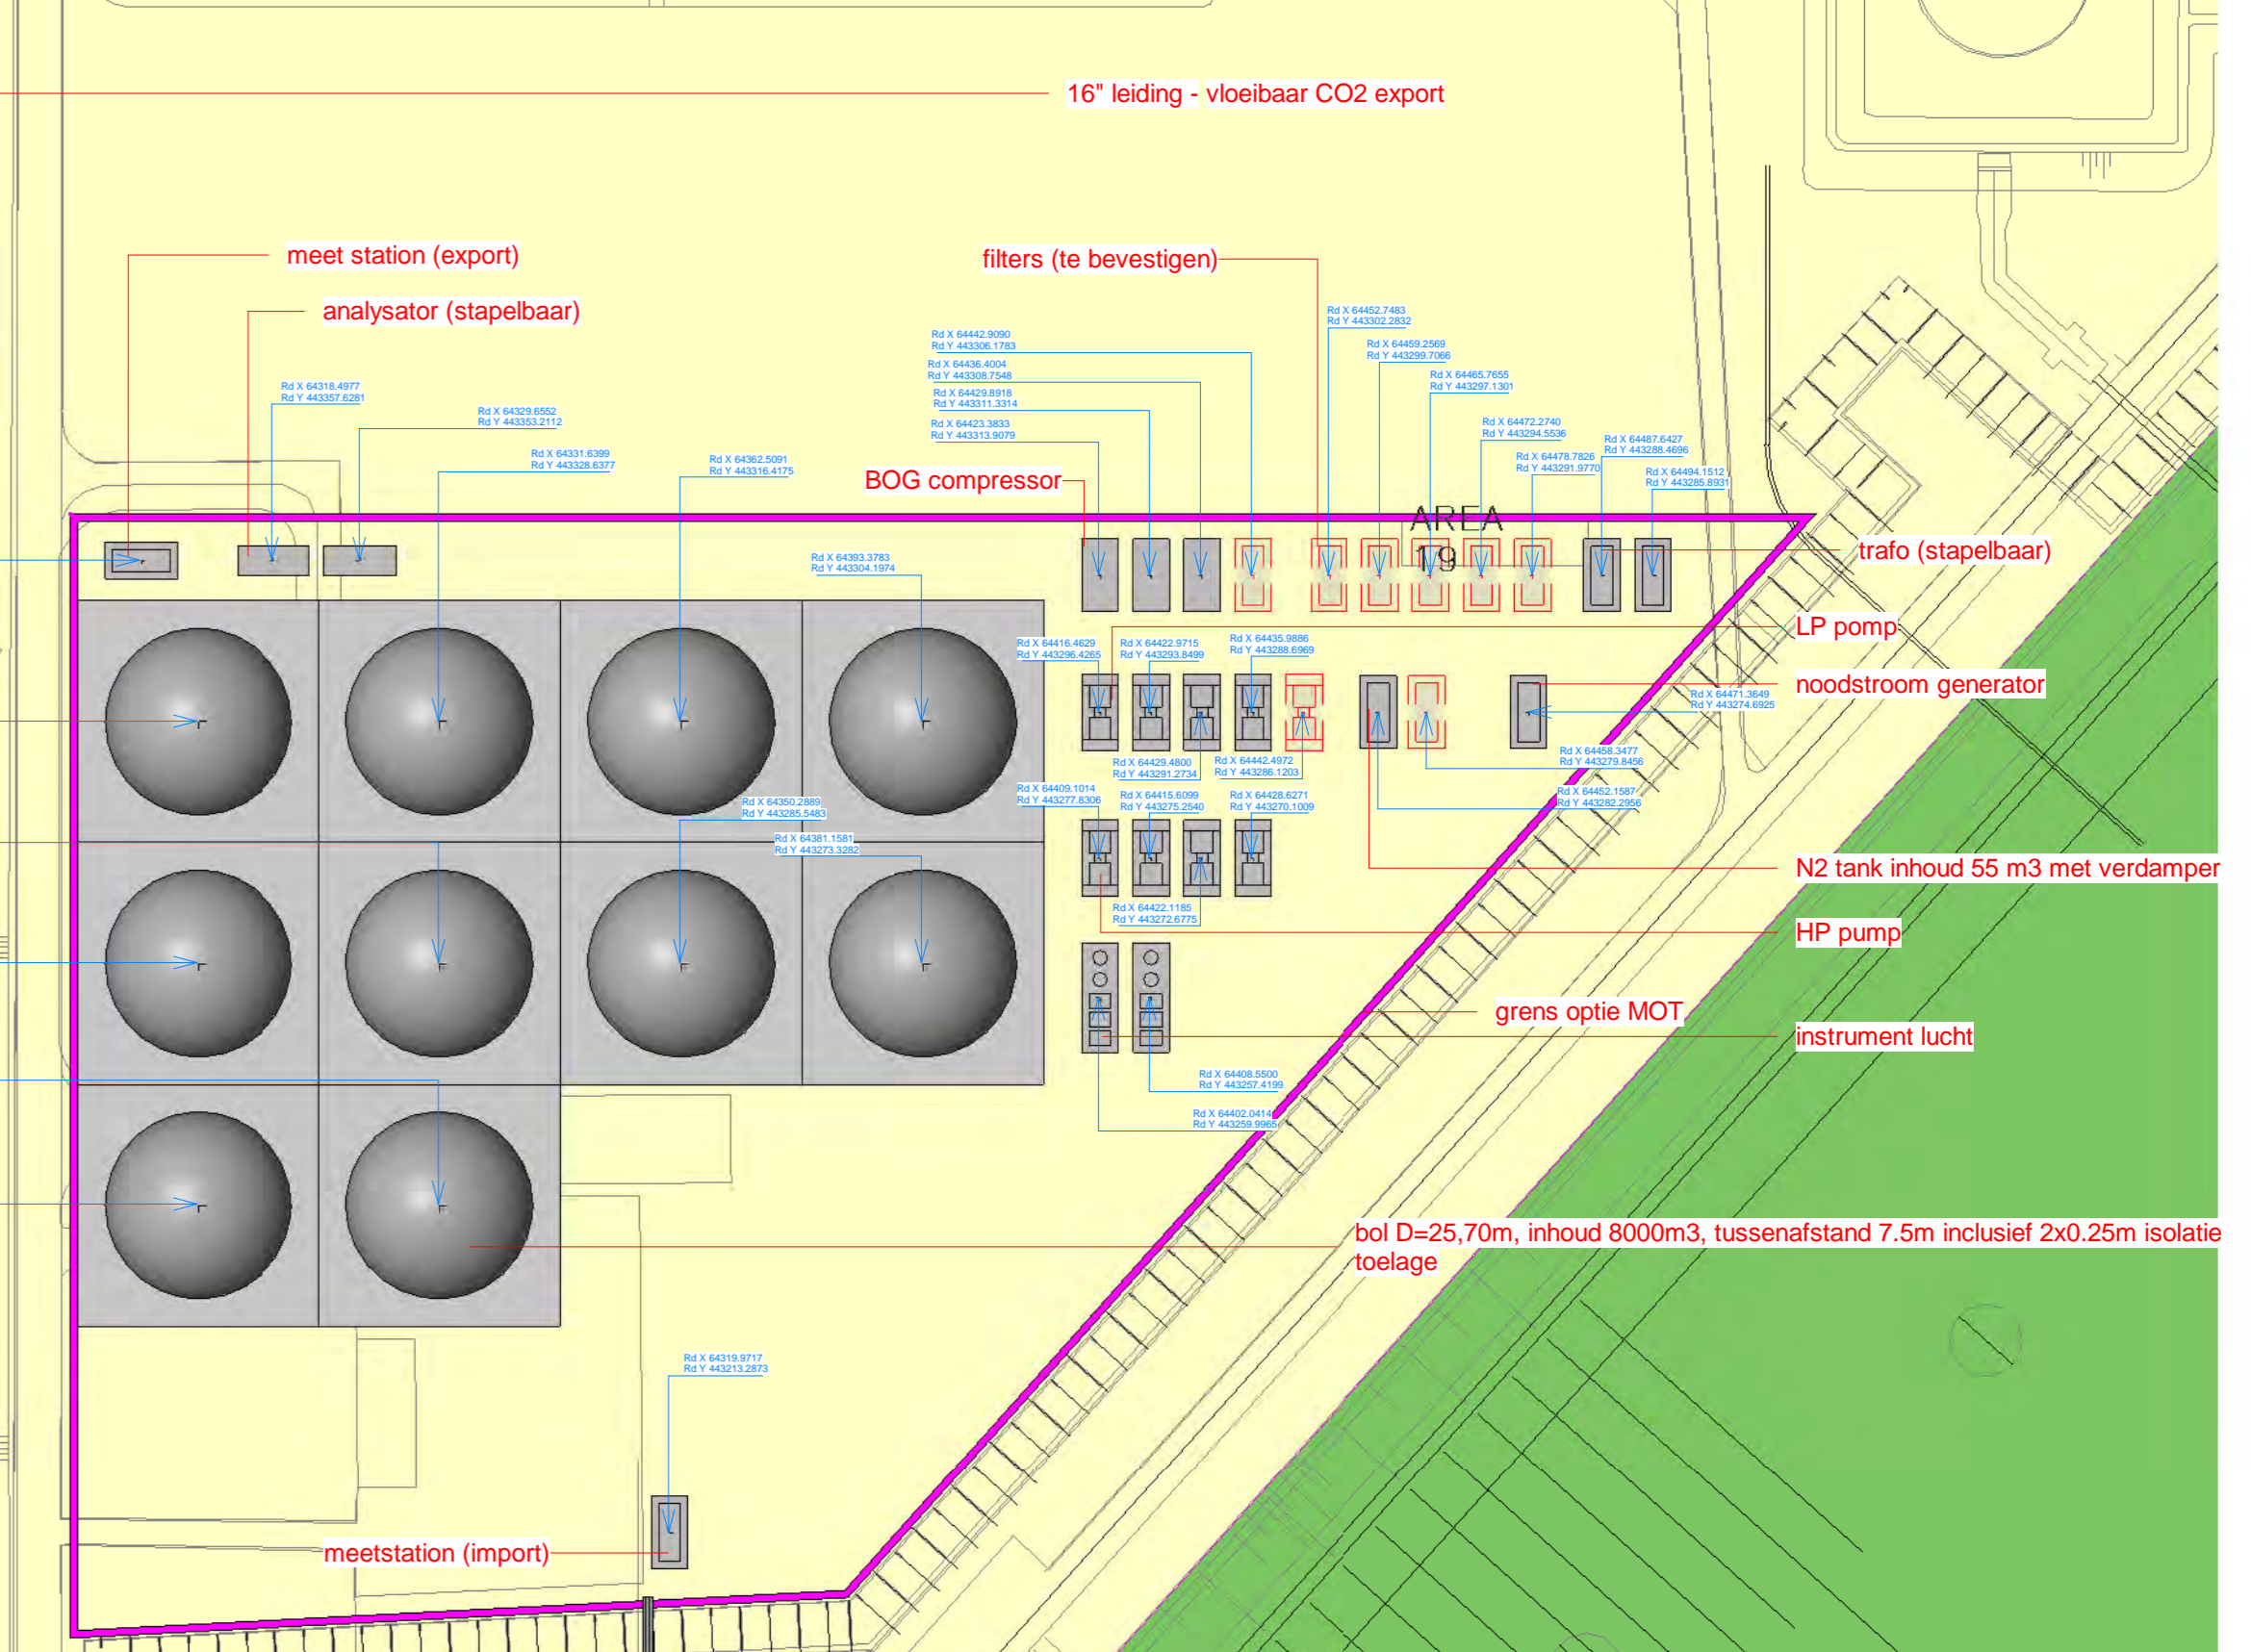 16" leiding - vloeibaar CO2 export
meet station (export)
filters (te bevestigen)
analysator (stapelbaar)
Rd X 64452.7483
Rd Y 443302.2832
Rd X 64442.9090
Rd Y 443306.1783
Rd X 64459.2569
Rd Y 443299.7066
Rd X 64436.4004
Rd Y 443308.7548
Rd X 64465.7655
Rd Y 443297.1301
Rd X 64318.4977
Rd Y 443357.6281
Rd X 64429.8918
Rd Y 443311.3314
Rd X 64329.6552
Rd Y 443353.2112
Rd X 64423.3833
Rd Y 443313.9079
Rd X 64472.2740
Rd Y 443294.5536
Rd X 64487.6427
Rd Y 443288.4696
Rd X 64331.6399
Rd Y 443328.6377
Rd X 64362.5091
Rd Y 443316.4175
Rd X 64478.7826
Rd Y 443291.9770
Rd X 64494.1512
Rd Y 443285.8931
BOG compressor
AREA
19
trafo (stapelbaar)
Rd X 64393.3783
Rd Y 443304.1974
LP pomp
Rd X 64416.4629
Rd Y 443296.4265
Rd X 64422.9715
Rd Y 443293.8499
Rd X 64435.9886
Rd Y 443288.6969
noodstroom generator
Rd X 64471.3649
Rd Y 443274.6925
Rd X 64429.4800
Rd Y 443291.2734
Rd X 64442.4972
Rd Y 443286.1203
Rd X 64458.3477
Rd Y 443279.8456
Rd X 64409.1014
Rd Y 443277.8306
Rd X 64415.6099
Rd Y 443275.2540
Rd X 64428.6271
Rd Y 443270.1009
Rd X 64452.1587
Rd Y 443282.2956
Rd X 64350.2889
Rd Y 443285.5483
Rd X 64381.1581
Rd Y 443273.3282
N2 tank inhoud 55 m3 met verdamper
Rd X 64422.1185
Rd Y 443272.6775
HP pump
grens optie MOT
instrument lucht
Rd X 64408.5500
Rd Y 443257.4199
Rd X 64402.0414
Rd Y 443259.9965
bol D=25,70m, inhoud 8000m3, tussenafstand 7.5m inclusief 2x0.25m isolatie
toelage
Rd X 64319.9717
Rd Y 443213.2873
meetstation (import)